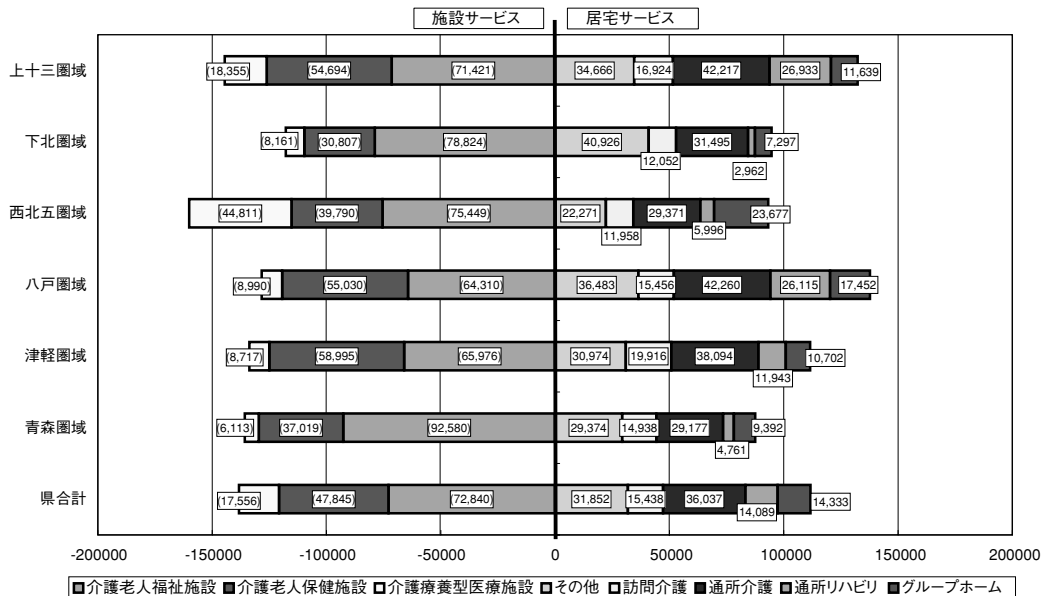 施設サービス 居宅サービス
上十三圏域 (18,355) (54,694) (71,421) 34,666 16,924 42,217 26,933 11,639
下北圏域 (8,161) (30,807) (78,824) 40,926 12,052 31,495 2,962 7,297
西北五圏域 (44,811) (39,790) (75,449) 22,271 11,958 29,371 5,996 23,677
八戸圏域 (8,990) (55,030) (64,310) 36,483 15,456 42,260 26,115 17,452
津軽圏域 (8,717) (58,995) (65,976) 30,974 19,916 38,094 11,943 10,702
青森圏域 (6,113) (37,019) (92,580) 29,374 14,938 29,177 4,761 9,392
県合計 (17,556) (47,845) (72,840) 31,852 15,438 36,037 14,089 14,333
-200000 -150000 -100000 -50000 0 50000 100000 150000 200000
介護老人福祉施設 介護老人保健施設 介護療養型医療施設 その他 訪問介護 通所介護 通所リハビリ グループホーム